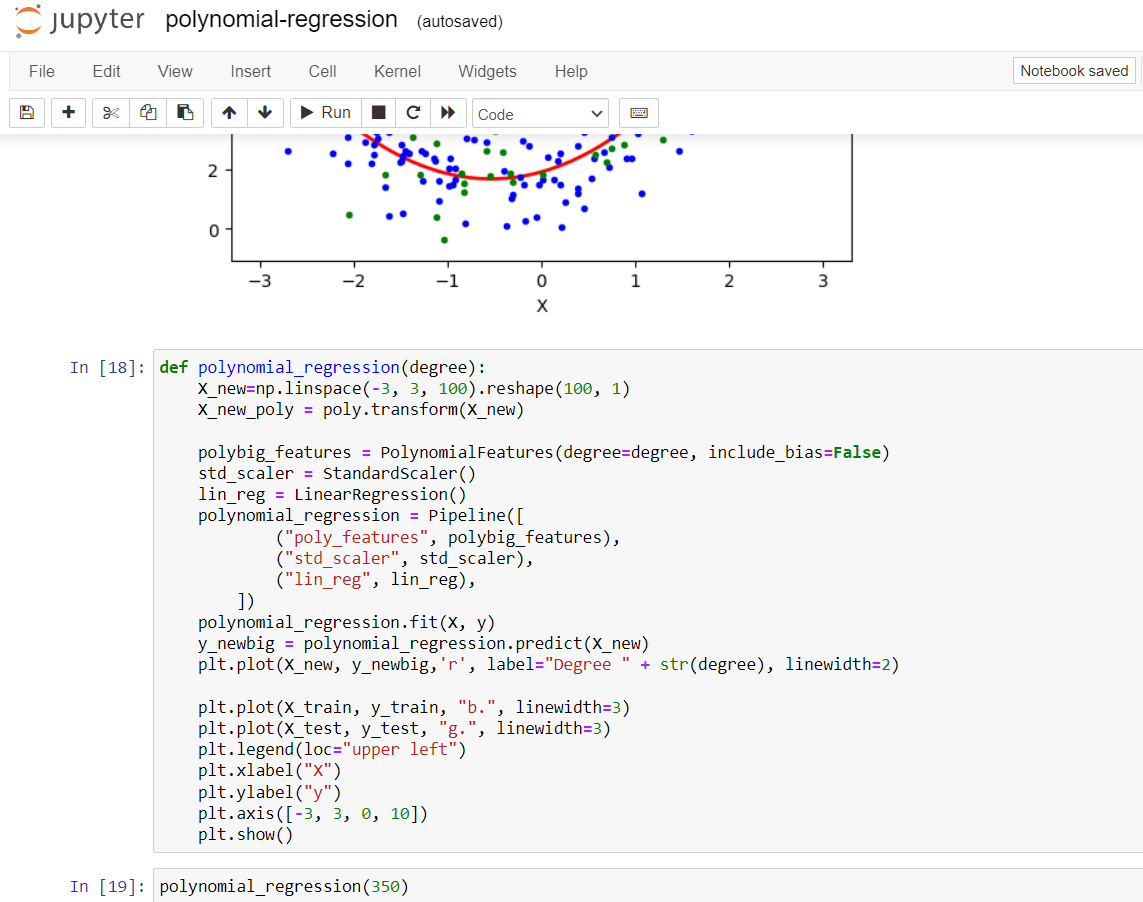 jupyter polynomial-regression (autosaved)
File Edit View Insert Cell Kernel Widgets Help Notebook saved
Run Code
2
0
−3 −2 −1 0 1 2 3
X
In [18]: def polynomial_regression(degree):
    X_new=np.linspace(-3, 3, 100).reshape(100, 1)
    X_new_poly = poly.transform(X_new)

    polybig_features = PolynomialFeatures(degree=degree, include_bias=False)
    std_scaler = StandardScaler()
    lin_reg = LinearRegression()
    polynomial_regression = Pipeline([
            ("poly_features", polybig_features),
            ("std_scaler", std_scaler),
            ("lin_reg", lin_reg),
        ])
    polynomial_regression.fit(X, y)
    y_newbig = polynomial_regression.predict(X_new)
    plt.plot(X_new, y_newbig,'r', label="Degree " + str(degree), linewidth=2)

    plt.plot(X_train, y_train, "b.", linewidth=3)
    plt.plot(X_test, y_test, "g.", linewidth=3)
    plt.legend(loc="upper left")
    plt.xlabel("X")
    plt.ylabel("y")
    plt.axis([-3, 3, 0, 10])
    plt.show()
In [19]: polynomial_regression(350)